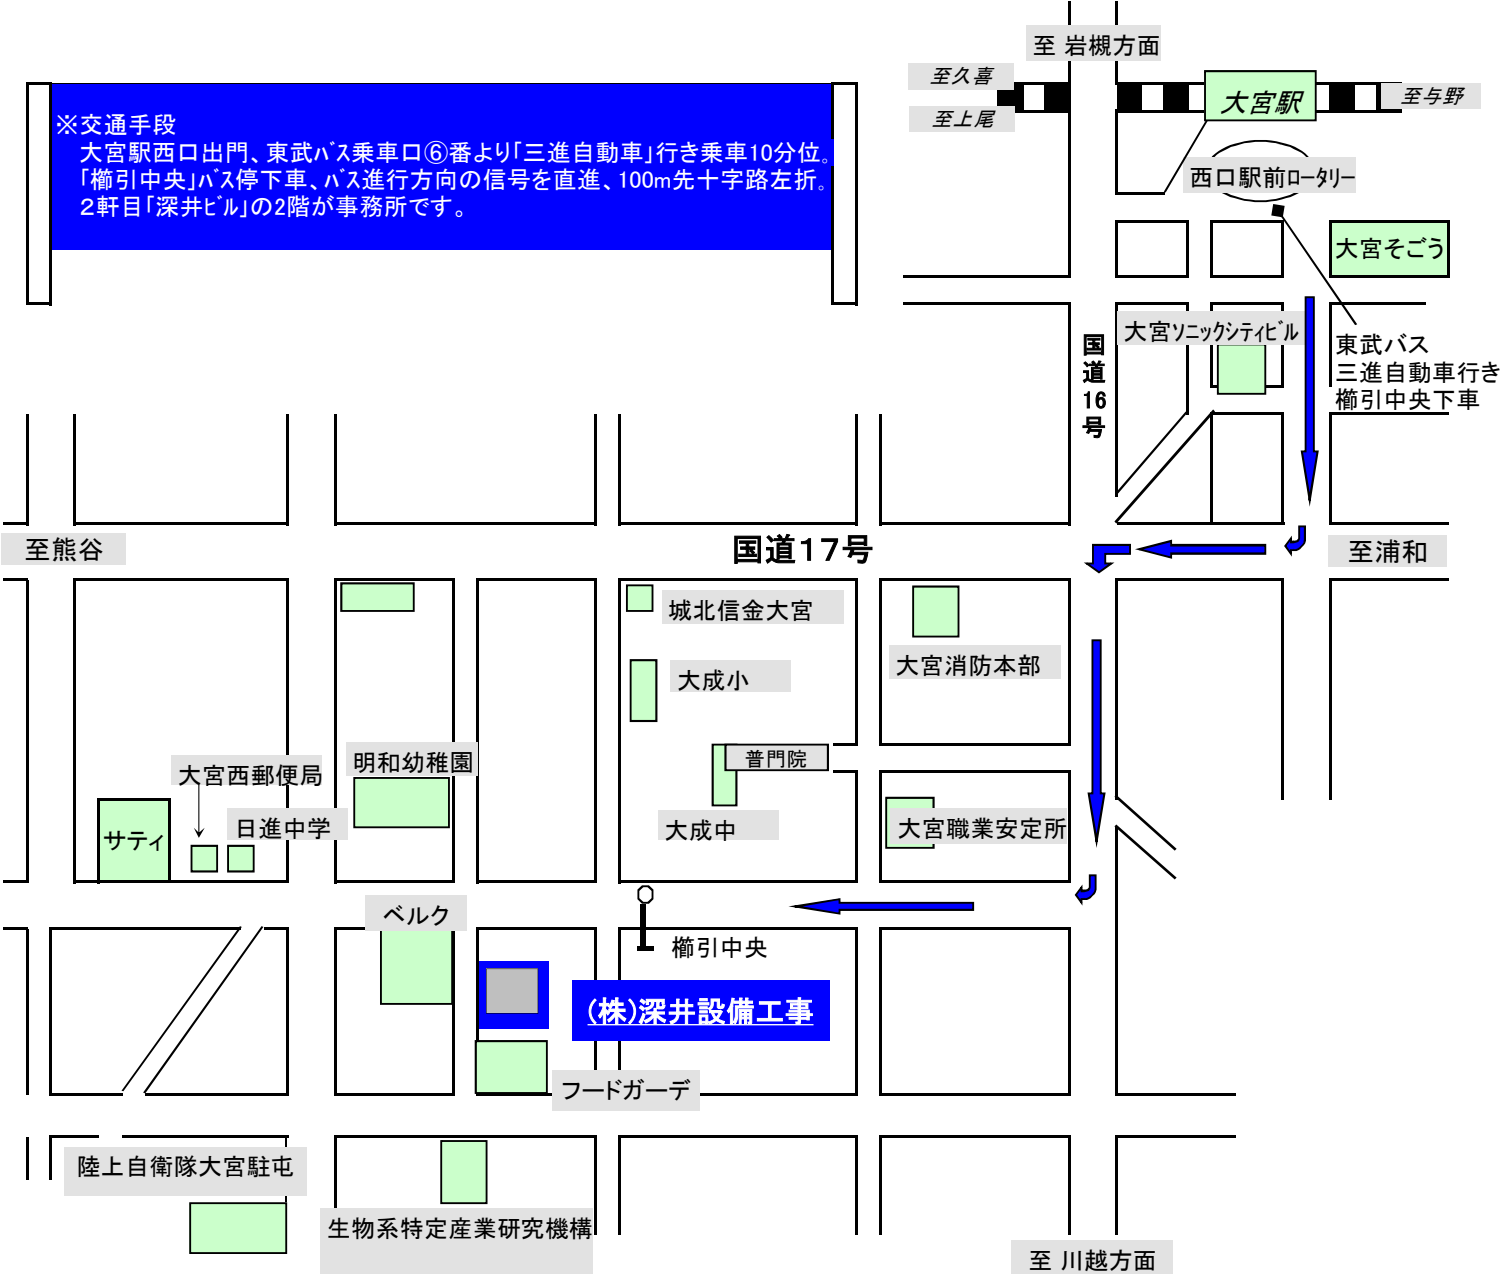 至 岩槻方面
至久喜
至上尾
大宮駅
至与野
※交通手段
大宮駅西口出門、東武ﾊﾞｽ乗車口⑥番より｢三進自動車｣行き乗車10分位。
｢櫛引中央｣ﾊﾞｽ停下車、ﾊﾞｽ進行方向の信号を直進、100m先十字路左折。
２軒目｢深井ﾋﾞﾙ｣の2階が事務所です。
西口駅前ﾛｰﾀﾘｰ
大宮そごう
大宮ｿﾆｯｸｼﾃｨﾋﾞﾙ
国道16号
東武バス
三進自動車行き
櫛引中央下車
至熊谷
国道１７号
至浦和
城北信金大宮
大宮消防本部
大成小
普門院
大宮西郵便局
明和幼稚園
日進中学
サティ
大成中
大宮職業安定所
ベルク
櫛引中央
(株)深井設備工事
フードガーデ
陸上自衛隊大宮駐屯
生物系特定産業研究機構
至 川越方面